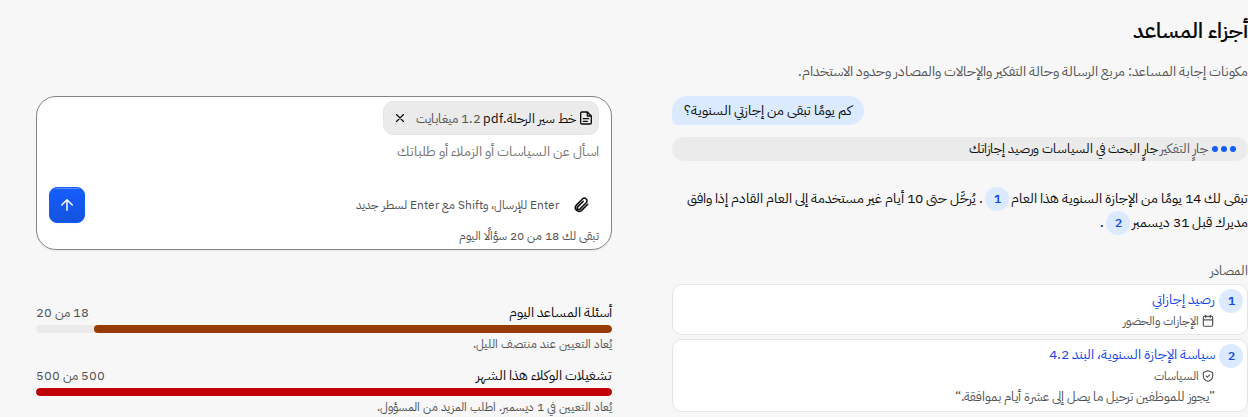 أجزاء المساعد
مكونات إجابة المساعد: مربع الرسالة وحالة التفكير والإحالات والمصادر وحدود الاستخدام.
كم يومًا تبقى من إجازتي السنوية؟
جارٍ التفكير جارٍ البحث في السياسات ورصيد إجازاتك
تبقى لك 14 يومًا من الإجازة السنوية هذا العام 1 . يُرحَّل حتى 10 أيام غير مستخدمة إلى العام القادم إذا وافق
مديرك قبل 31 ديسمبر 2 .
المصادر
1 رصيد إجازاتي
الإجازات والحضور
2 سياسة الإجازة السنوية، البند 4.2
السياسات
”يجوز للموظفين ترحيل ما يصل إلى عشرة أيام بموافقة.“
خط سير الرحلة.pdf 1.2 ميغابايت
اسأل عن السياسات أو الزملاء أو طلباتك
Enter للإرسال، وShift مع Enter لسطر جديد
تبقى لك 18 من 20 سؤالًا اليوم
أسئلة المساعد اليوم 18 من 20
يُعاد التعيين عند منتصف الليل.
تشغيلات الوكلاء هذا الشهر 500 من 500
يُعاد التعيين في 1 ديسمبر. اطلب المزيد من المسؤول.